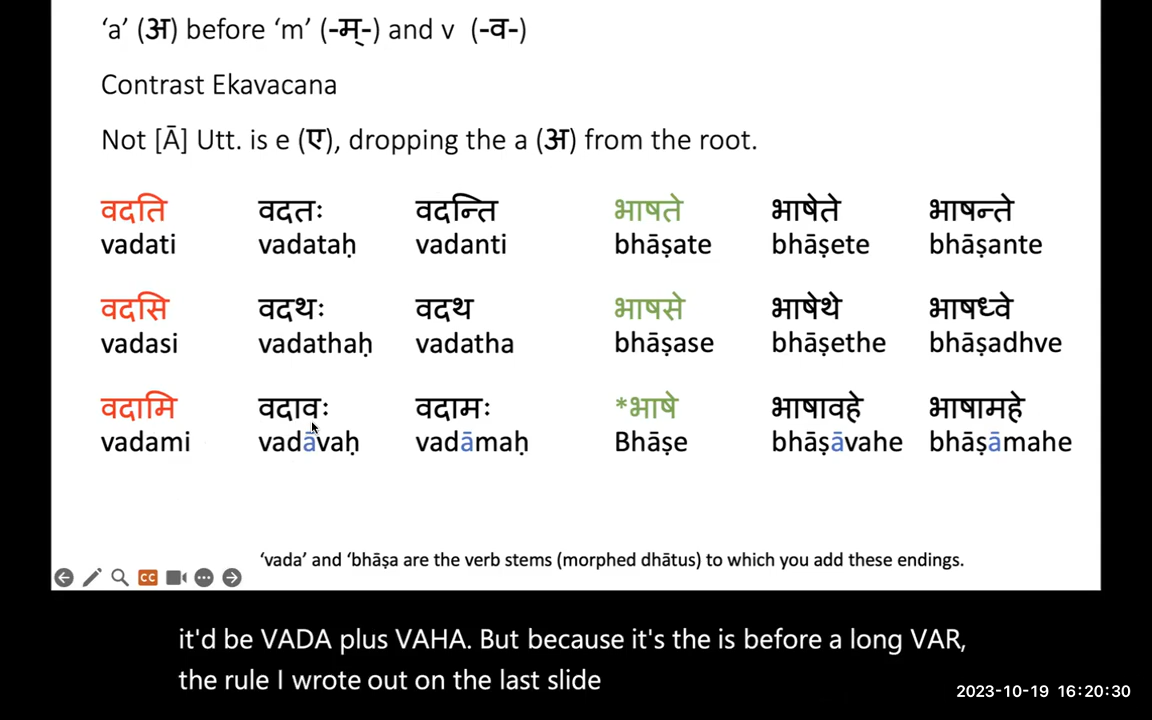 ‘a’ (अ) before ‘m’ (-म्-) and v (-व-)
Contrast Ekavacana
Not [Ā] Utt. is e (ए), dropping the a (अ) from the root.
वदति वदतः वदन्ति भाषते भाषेते भाषन्ते
vadati vadataḥ vadanti bhāṣate bhāṣete bhāṣante
वदसि वदथः वदथ भाषसे भाषेथे भाषध्वे
vadasi vadathaḥ vadatha bhāṣase bhāṣethe bhāṣadhve
वदामि वदावः वदामः *भाषे भाषावहे भाषामहे
vadami vadāvaḥ vadāmaḥ Bhāṣe bhāṣāvahe bhāṣāmahe
‘vada’ and ‘bhāṣa are the verb stems (morphed dhātus) to which you add these endings.
CC
it'd be VADA plus VAHA. But because it's the is before a long VAR,
the rule I wrote out on the last slide
2023-10-19 16:20:30